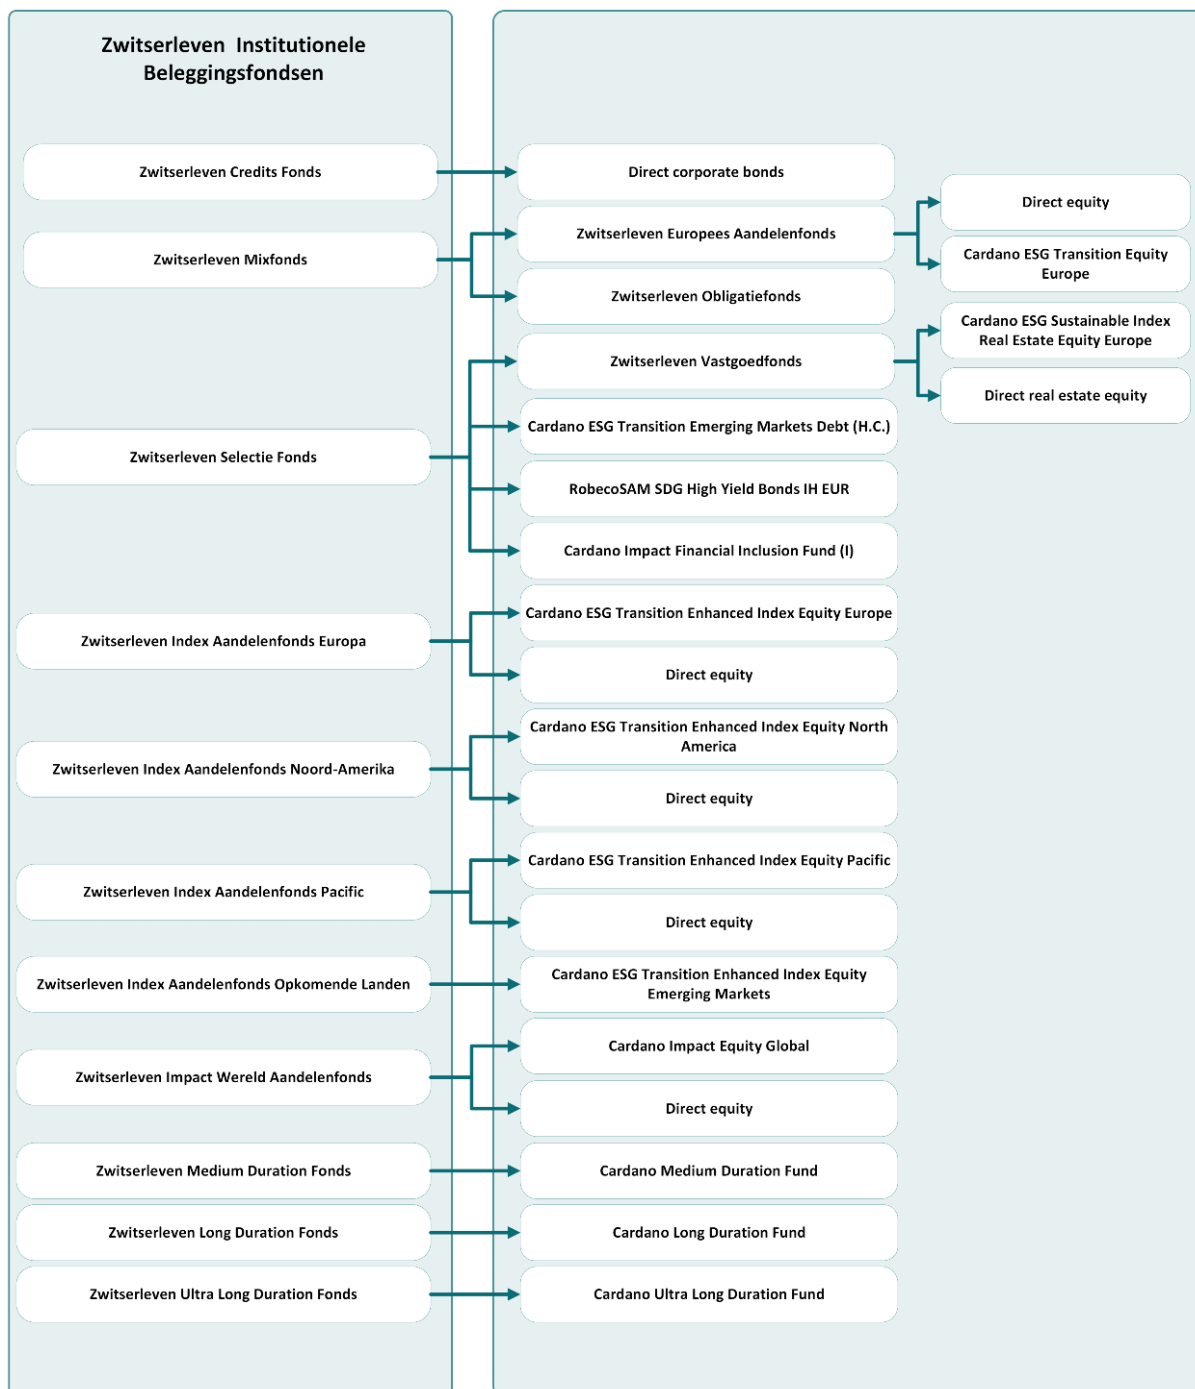 Zwitserleven Institutionele
Beleggingsfondsen
Zwitserleven Credits Fonds
Direct corporate bonds
Zwitserleven Mixfonds
Zwitserleven Europees Aandelenfonds
Direct equity
Cardano ESG Transition Equity
Europe
Zwitserleven Obligatiefonds
Zwitserleven Selectie Fonds
Zwitserleven Vastgoedfonds
Cardano ESG Sustainable Index
Real Estate Equity Europe
Direct real estate equity
Cardano ESG Transition Emerging Markets Debt (H.C.)
RobecoSAM SDG High Yield Bonds IH EUR
Cardano Impact Financial Inclusion Fund (I)
Zwitserleven Index Aandelenfonds Europa
Cardano ESG Transition Enhanced Index Equity Europe
Direct equity
Zwitserleven Index Aandelenfonds Noord-Amerika
Cardano ESG Transition Enhanced Index Equity North
America
Direct equity
Zwitserleven Index Aandelenfonds Pacific
Cardano ESG Transition Enhanced Index Equity Pacific
Direct equity
Zwitserleven Index Aandelenfonds Opkomende Landen
Cardano ESG Transition Enhanced Index Equity
Emerging Markets
Zwitserleven Impact Wereld Aandelenfonds
Cardano Impact Equity Global
Direct equity
Zwitserleven Medium Duration Fonds
Cardano Medium Duration Fund
Zwitserleven Long Duration Fonds
Cardano Long Duration Fund
Zwitserleven Ultra Long Duration Fonds
Cardano Ultra Long Duration Fund